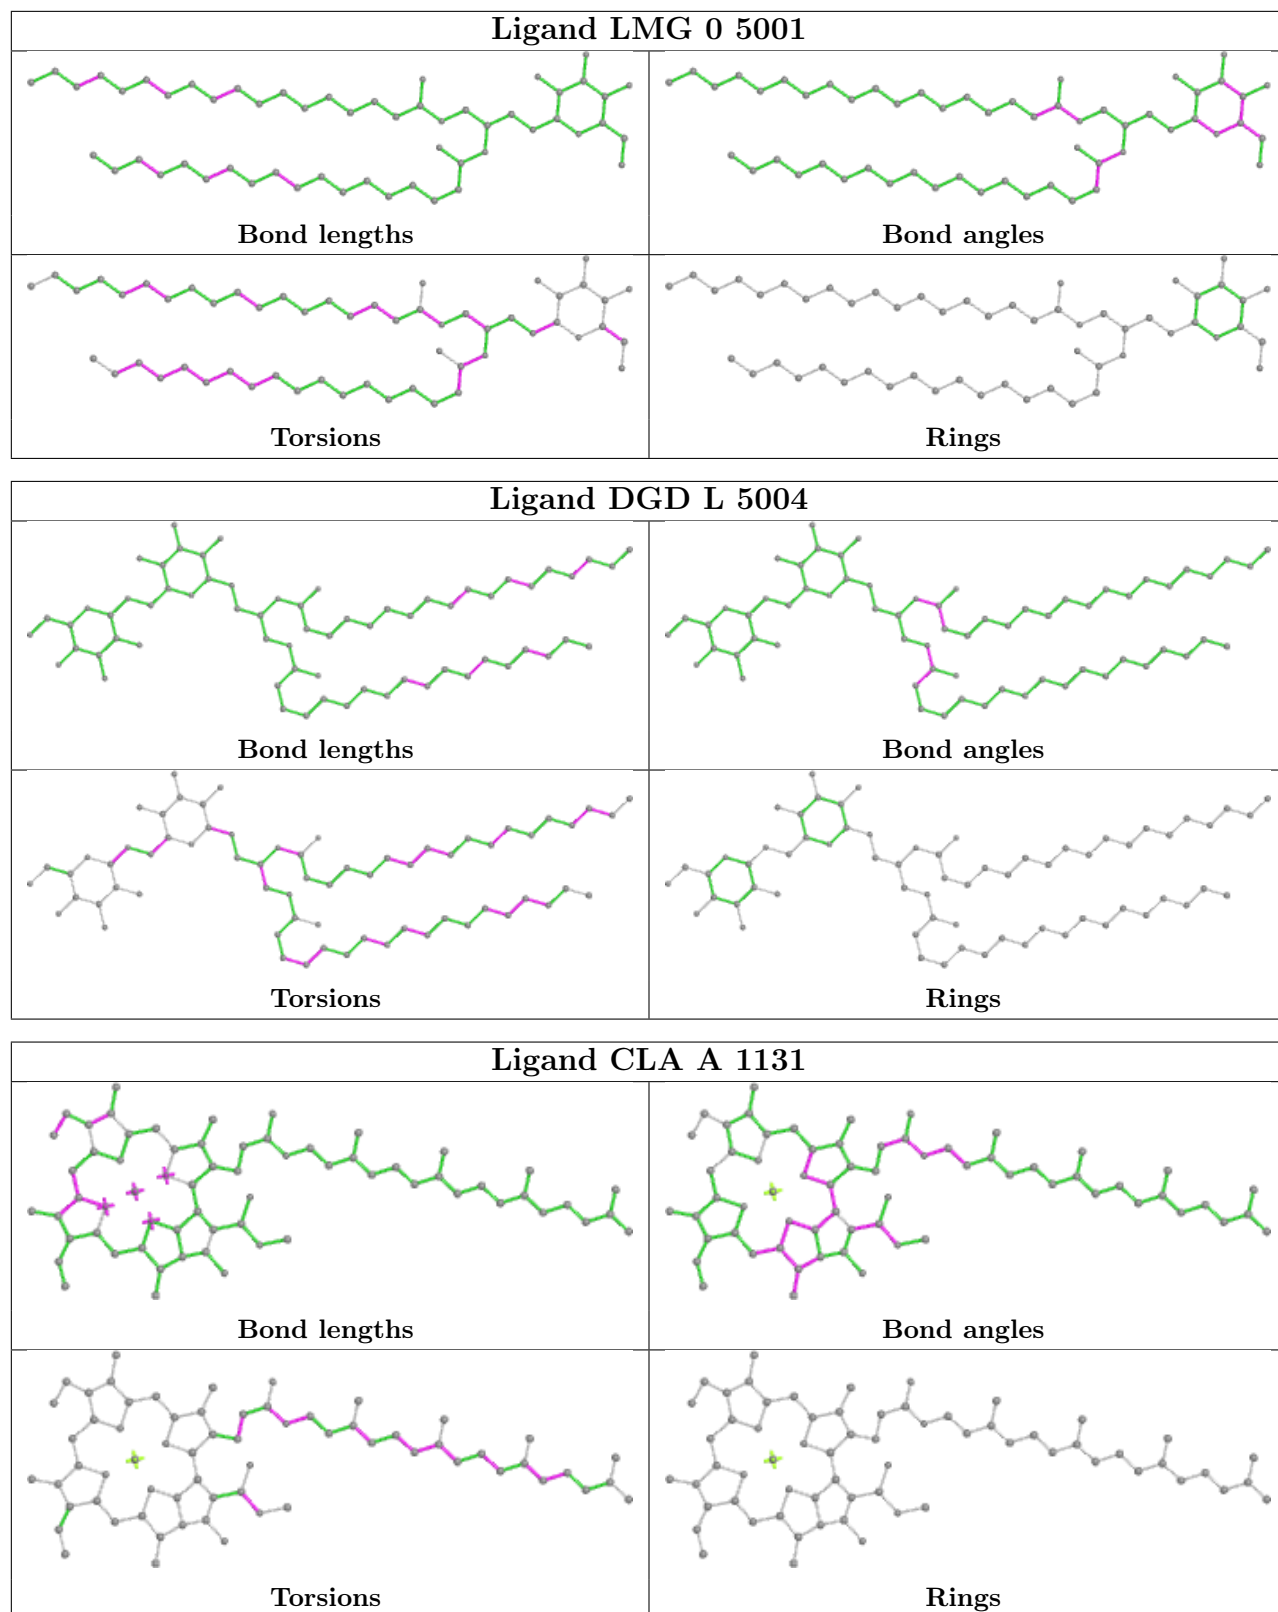 Ligand LMG 0 5001
Bond lengths
Bond angles
Torsions
Rings
Ligand DGD L 5004
Bond lengths
Bond angles
Torsions
Rings
Ligand CLA A 1131
Bond lengths
Bond angles
Torsions
Rings